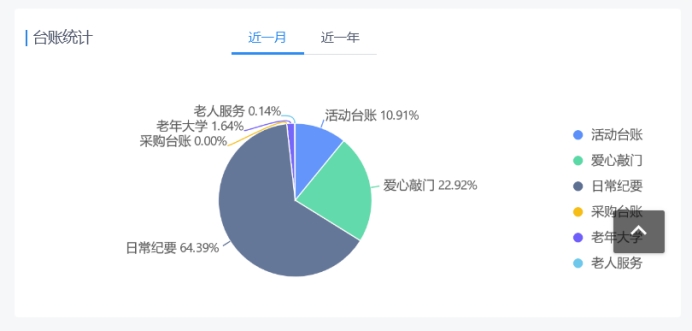 台账统计
近一月
近一年
老人服务 0.14%
老年大学 1.64%
采购台账 0.00%
活动台账 10.91%
爱心敲门 22.92%
日常纪要 64.39%
活动台账
爱心敲门
日常纪要
采购台账
老年大学
老人服务